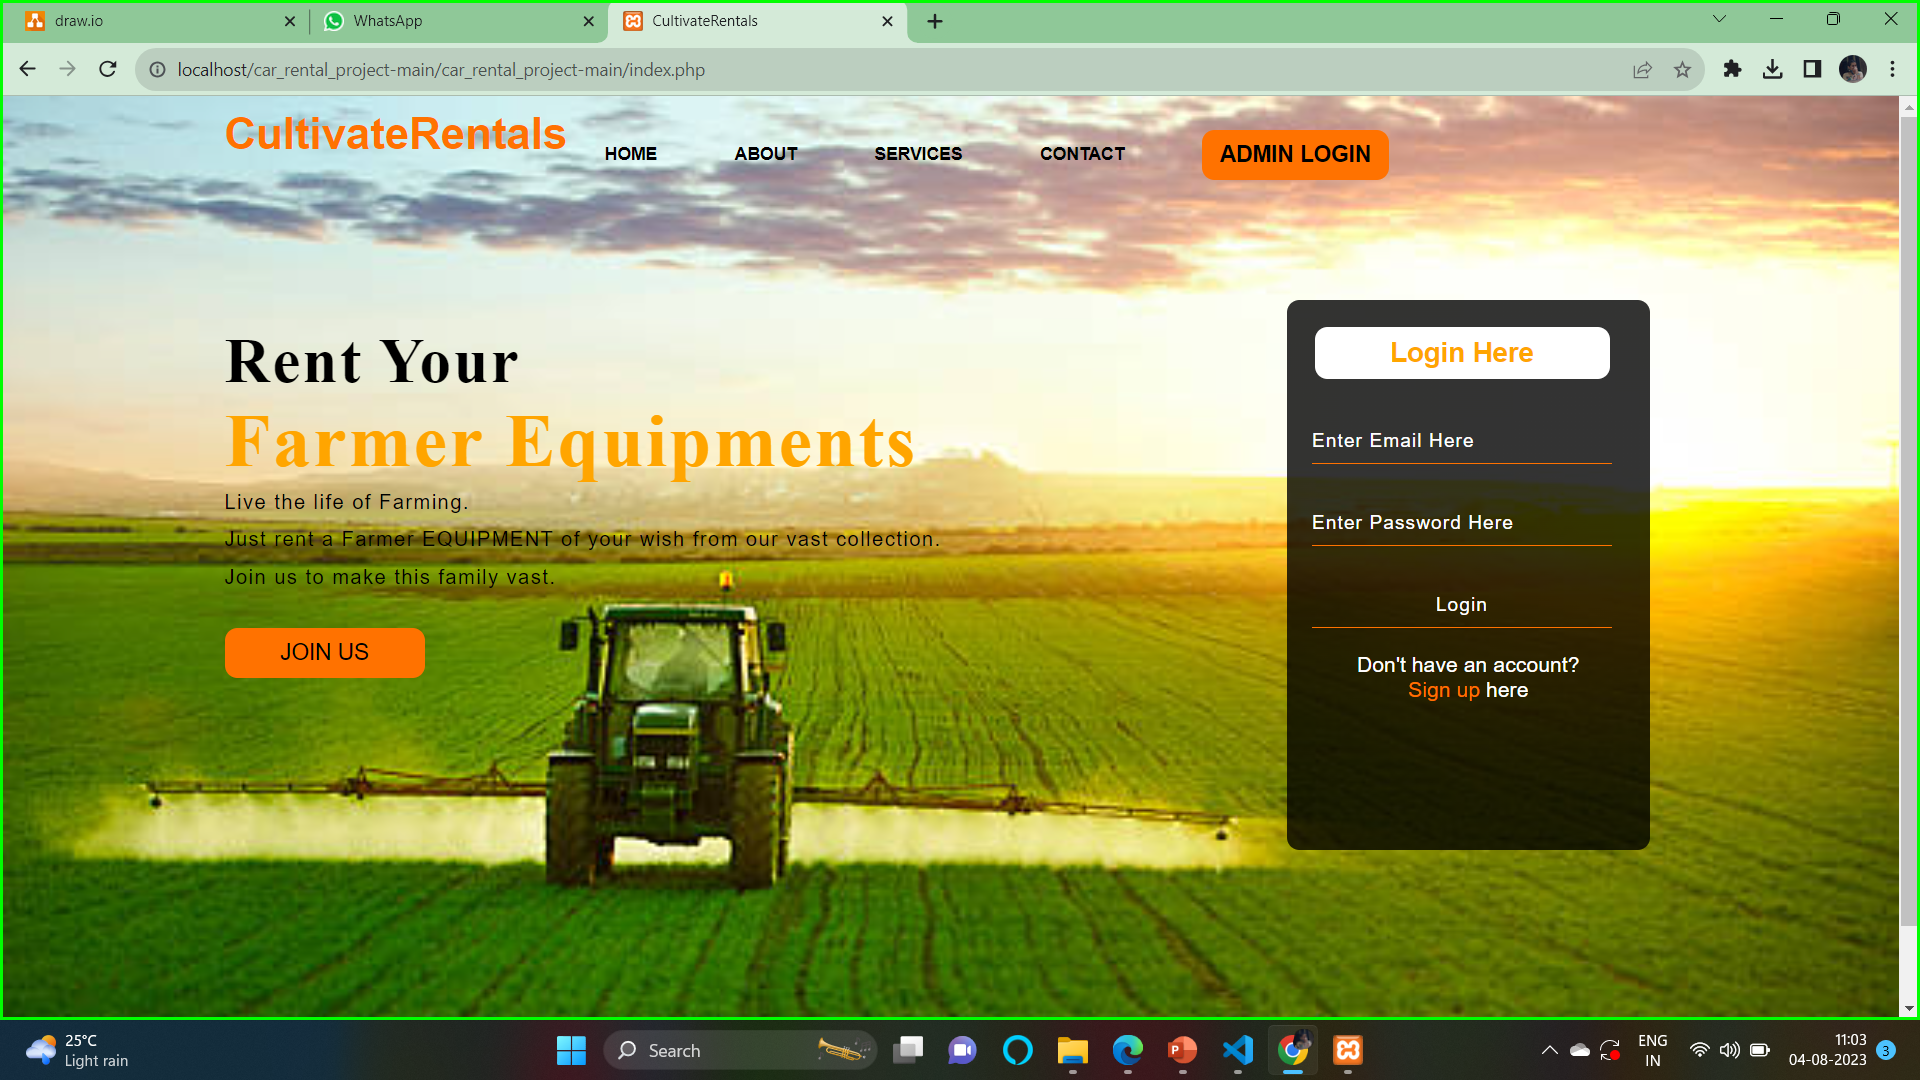 draw.io
WhatsApp
CultivateRentals
localhost/car_rental_project-main/car_rental_project-main/index.php
CultivateRentals
HOME
ABOUT
SERVICES
CONTACT
ADMIN LOGIN
Rent Your
Farmer Equipments
Live the life of Farming.
Just rent a Farmer EQUIPMENT of your wish from our vast collection.
Join us to make this family vast.
JOIN US
Login Here
Enter Email Here
Enter Password Here
Login
Don't have an account?
Sign up here
25°C
Light rain
Search
P
ENG
IN
11:03
04-08-2023
3